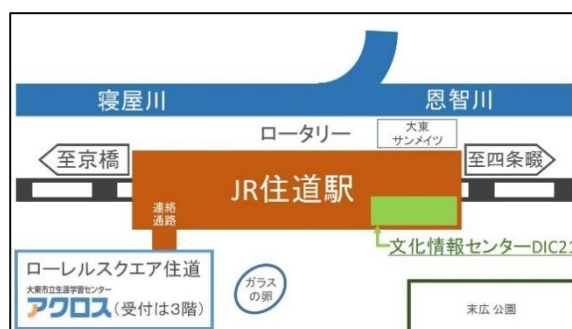 寝屋川
恩智川
ロータリー
大東
サンメイツ
至京橋
JR住道駅
至四条畷
連絡
通路
文化情報センターDIC21
ローレルスクエア住道
大東市立生涯学習センター
アクロス(受付は3階)
ガラス
の卵
末広 公園